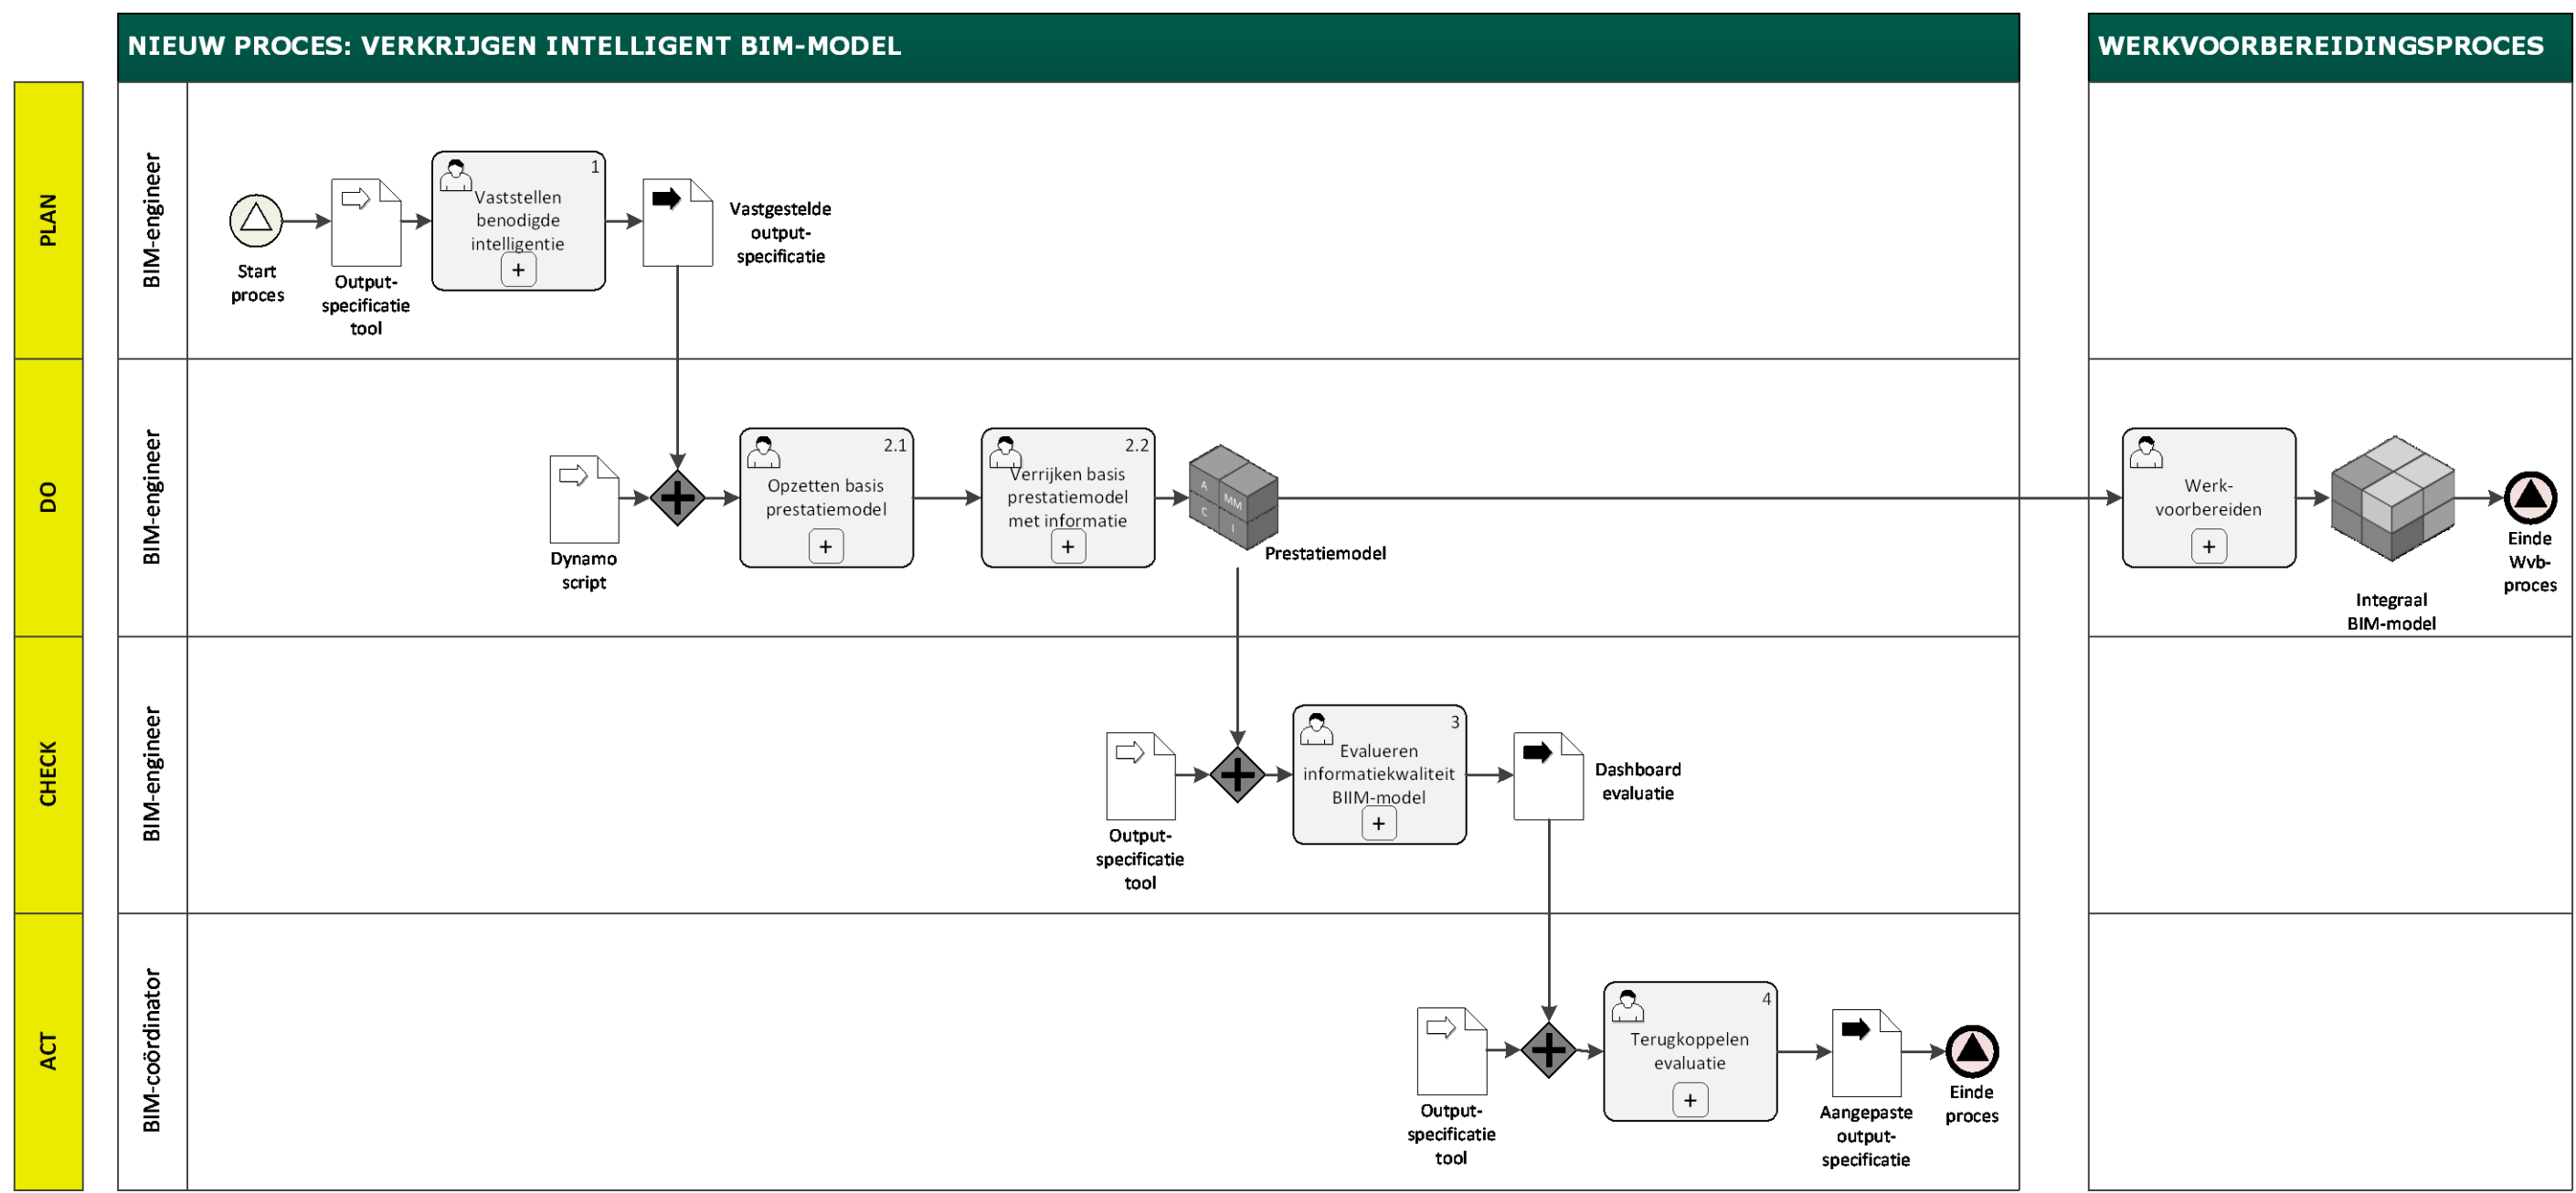 NIEUW PROCES: VERKRIJGEN INTELLIGENT BIM-MODEL
WERKVOORBEREIDINGSPROCES
PLAN
BIM-engineer
Start
proces
Output-
specificatie
tool
1
Vaststellen
benodigde
intelligentie
+
Vastgestelde
output-
specificatie
DO
BIM-engineer
Dynamo
script
2.1
Opzetten basis
prestatiemodel
+
2.2
Verrijken basis
prestatiemodel
met informatie
+
A
MM
C
I
Prestatiemodel
Werk-
voorbereiden
+
Integraal
BIM-model
Einde
Wvb-
proces
CHECK
BIM-engineer
Output-
specificatie
tool
3
Evalueren
informatiekwaliteit
BIIM-model
+
Dashboard
evaluatie
ACT
BIM-coördinator
Output-
specificatie
tool
4
Terugkoppelen
evaluatie
+
Aangepaste
output-
specificatie
Einde
proces